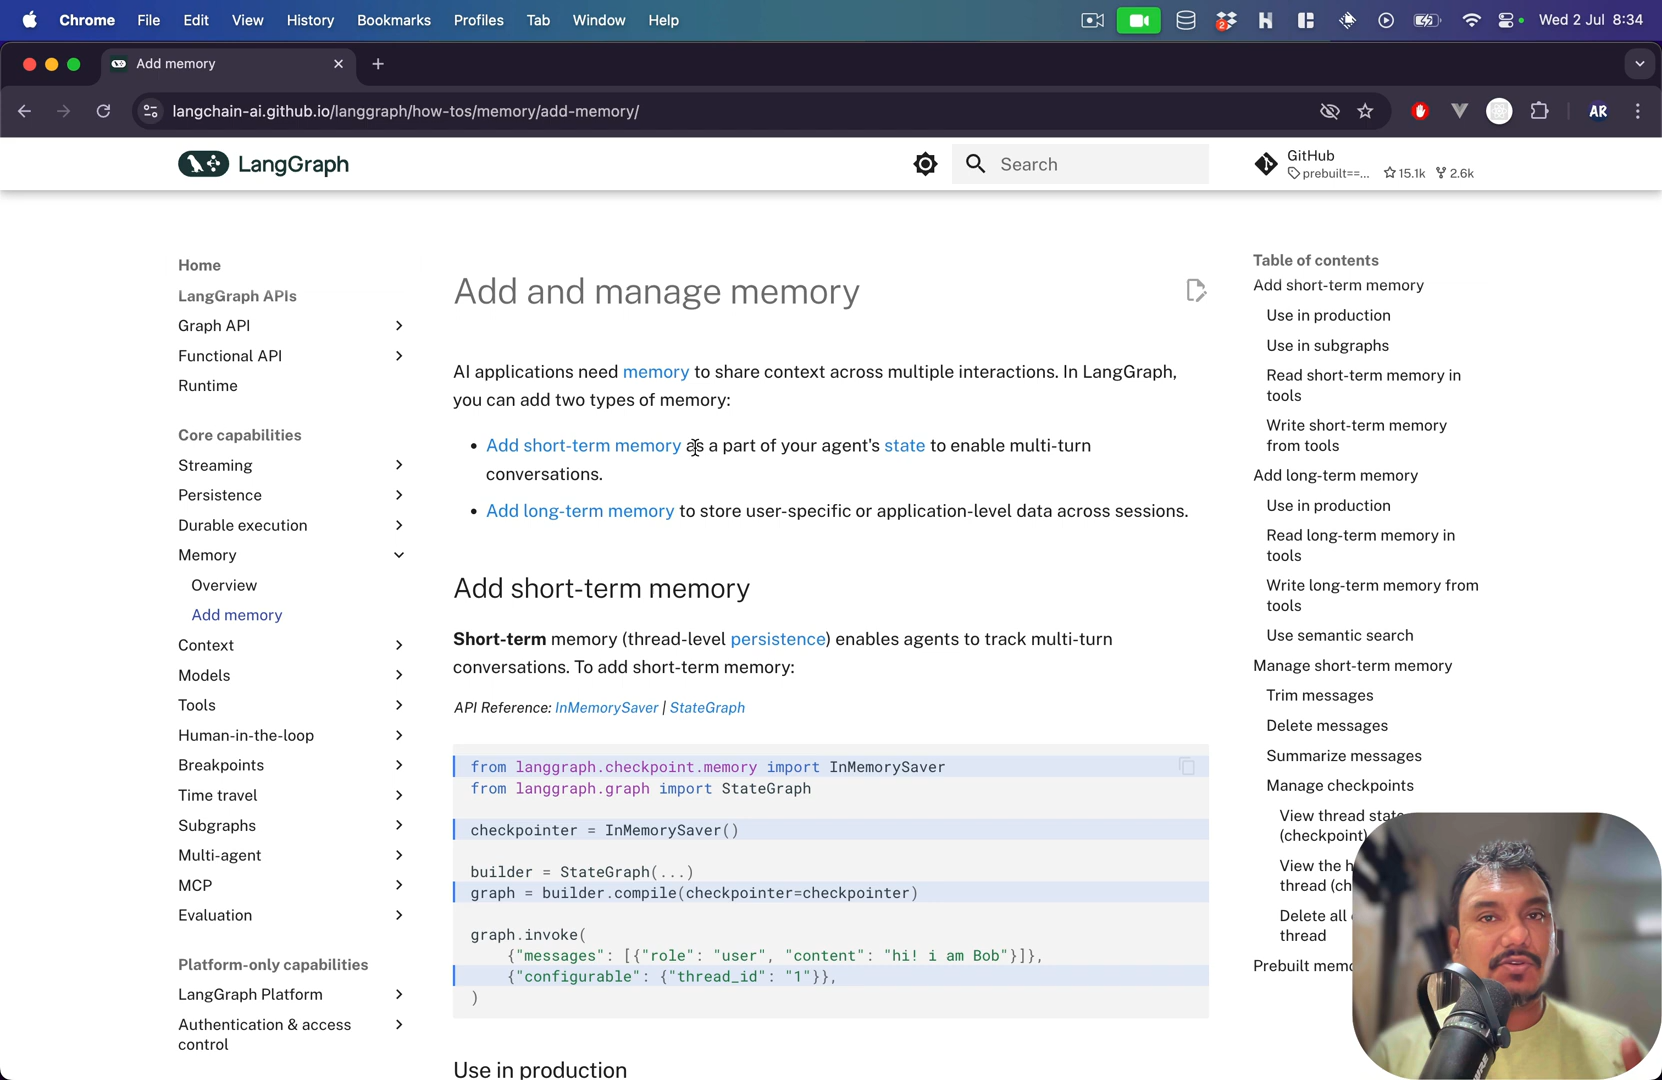 Chrome File Edit View History Bookmarks Profiles Tab Window Help
2
Wed 2 Jul 8:34
Add memory
langchain-ai.github.io/langgraph/how-tos/memory/add-memory/
AR
LangGraph
Search
GitHub
prebuilt==... 15.1k 2.6k
Home
LangGraph APIs
Graph API
Functional API
Runtime
Core capabilities
Streaming
Persistence
Durable execution
Memory
Overview
Add memory
Context
Models
Tools
Human-in-the-loop
Breakpoints
Time travel
Subgraphs
Multi-agent
MCP
Evaluation
Platform-only capabilities
LangGraph Platform
Authentication & access
control
Add and manage memory
AI applications need memory to share context across multiple interactions. In LangGraph,
you can add two types of memory:
Add short-term memory as a part of your agent's state to enable multi-turn
conversations.
Add long-term memory to store user-specific or application-level data across sessions.
Add short-term memory
Short-term memory (thread-level persistence) enables agents to track multi-turn
conversations. To add short-term memory:
API Reference: InMemorySaver | StateGraph
from langgraph.checkpoint.memory import InMemorySaver
from langgraph.graph import StateGraph
checkpointer = InMemorySaver()
builder = StateGraph(...)
graph = builder.compile(checkpointer=checkpointer)
graph.invoke(
{"messages": [{"role": "user", "content": "hi! i am Bob"}]},
{"configurable": {"thread_id": "1"}},
)
Use in production
Table of contents
Add short-term memory
Use in production
Use in subgraphs
Read short-term memory in
tools
Write short-term memory
from tools
Add long-term memory
Use in production
Read long-term memory in
tools
Write long-term memory from
tools
Use semantic search
Manage short-term memory
Trim messages
Delete messages
Summarize messages
Manage checkpoints
View thread state
(checkpoint)
View the h
thread (ch
Delete all
thread
Prebuilt mem